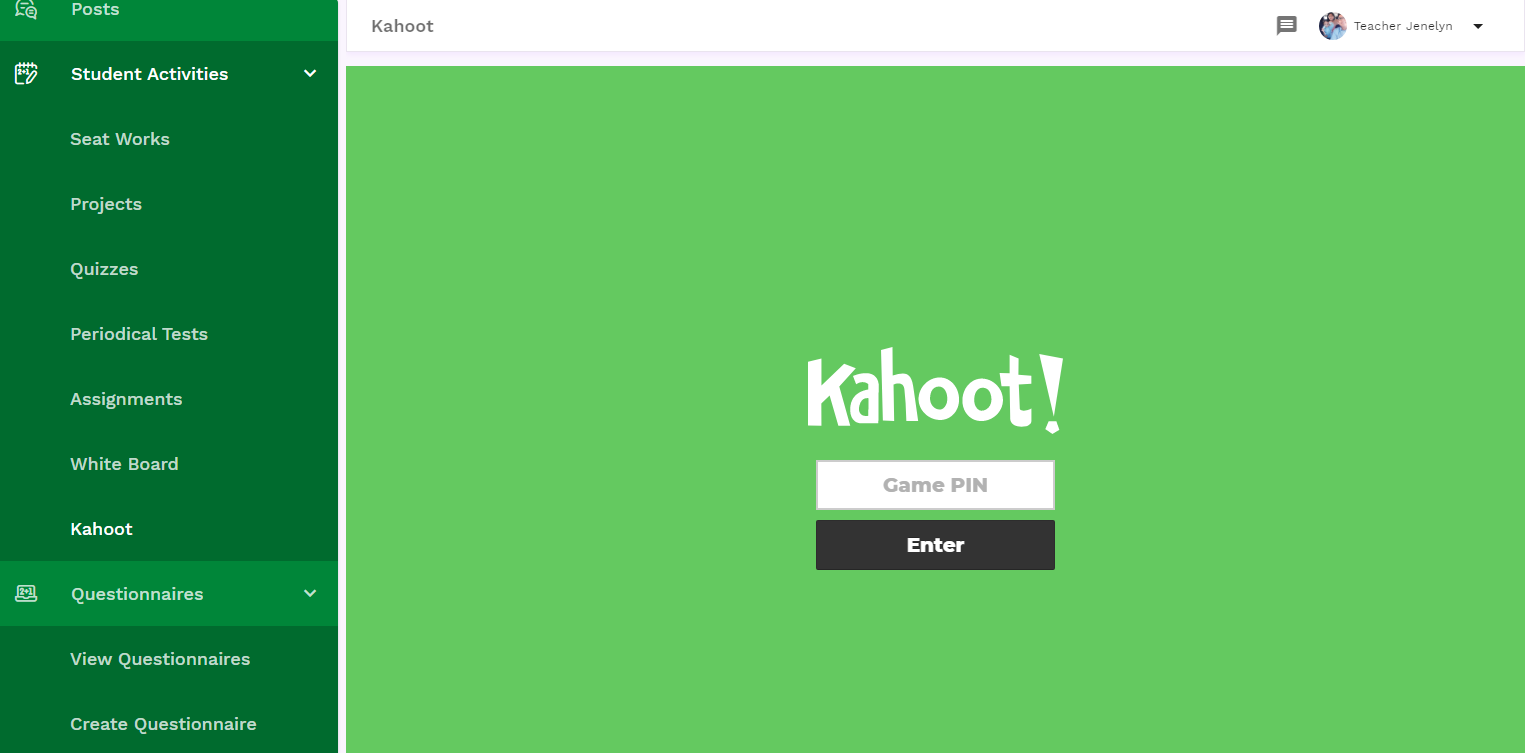 Posts
Student Activities
Seat Works
Projects
Quizzes
Periodical Tests
Assignments
White Board
Kahoot
Questionnaires
View Questionnaires
Create Questionnaire
Kahoot
Teacher Jenelyn
Kahoot!
Game PIN
Enter